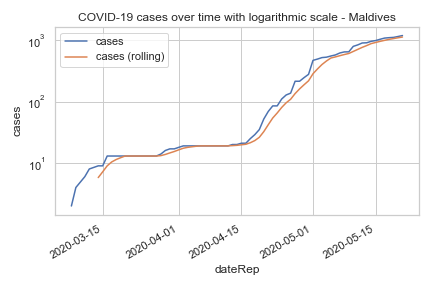 COVID-19 cases over time with logarithmic scale - Maldives
cases
cases (rolling)
10³
10²
10¹
cases
2020-03-15
2020-04-01
2020-04-15
2020-05-01
2020-05-15
dateRep